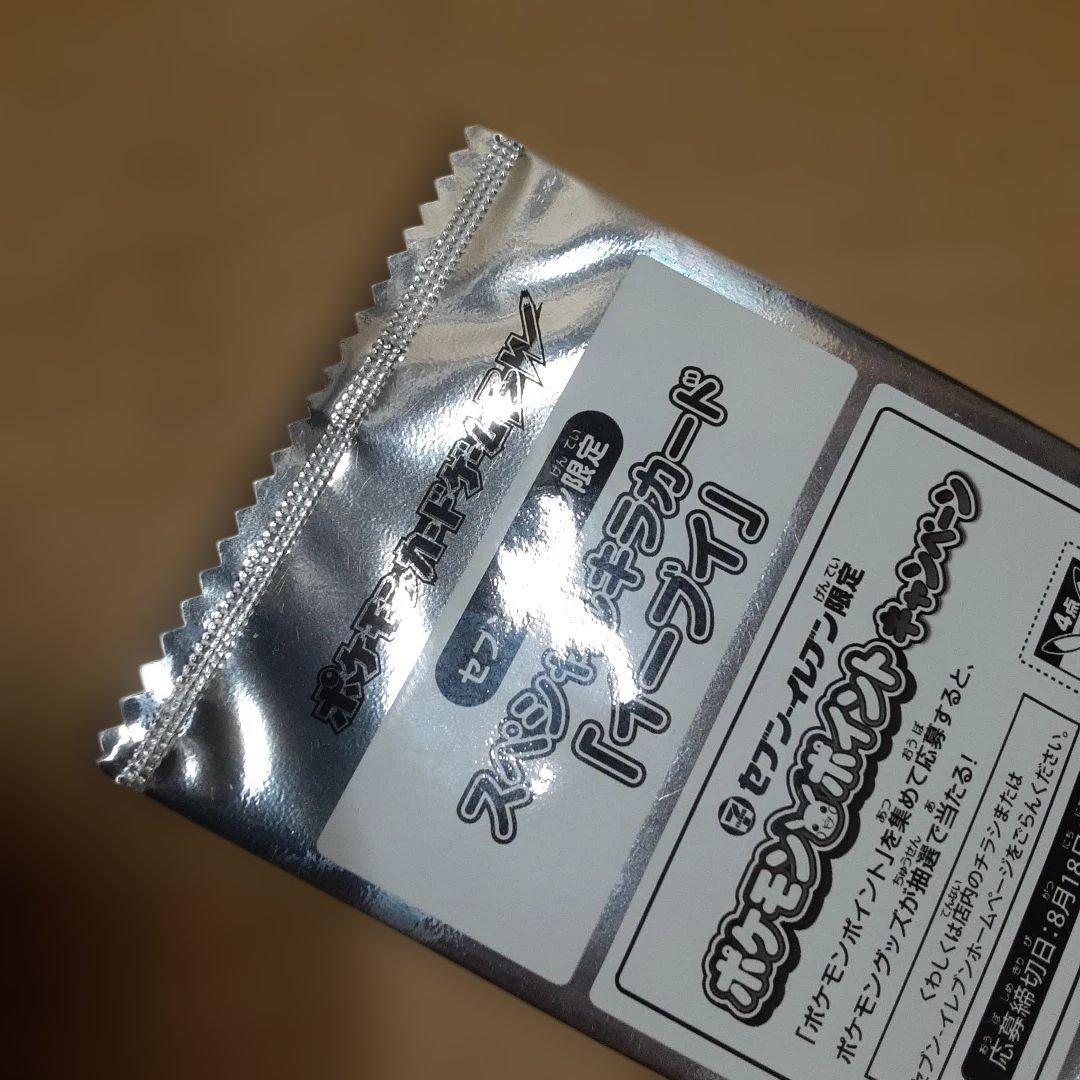 ポケモンカードゲームBW
セブン 限定
スペシャルキラカード
「イーブイ」
セブン-イレブン限定
ポケモンポイントキャンペーン
「ポケモンポイント」を集めて応募すると、
ポケモングッズが抽選で当たる!
くわしくは店内のチラシまたは
セブン-イレブンホームページをごらんください。
応募締切日:8月18日
4点